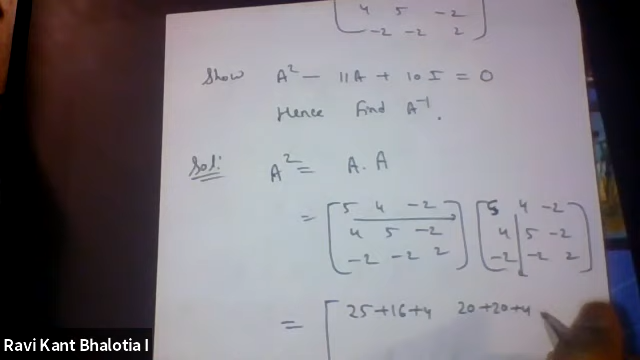 4 5 -2
-2 -2 2
Show A² - 11A + 10 I = 0
Hence Find A⁻¹.
Sol: A² = A. A
= [5 4 -2] [5 4 -2]
[4 5 -2] [4 5 -2]
[-2 -2 2] [-2 -2 2]
= [ 25+16+4 20+20+4
Ravi Kant Bhalotia I